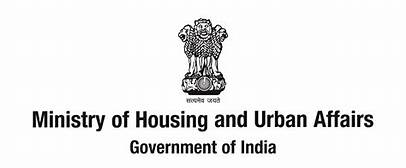 सत्यमेव जयते
Ministry of Housing and Urban Affairs
Government of India